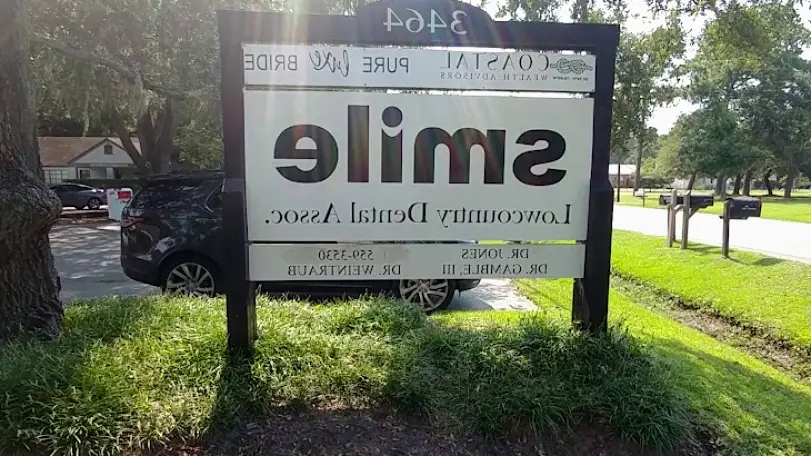 3464
COASTAL
WEALTH ADVISORS
PURE luxe BRIDE
smile
Lowcountry Dental Assoc.
DR. JONES 559-3530
DR. GAMBLE, III DR. WEINTRAUB